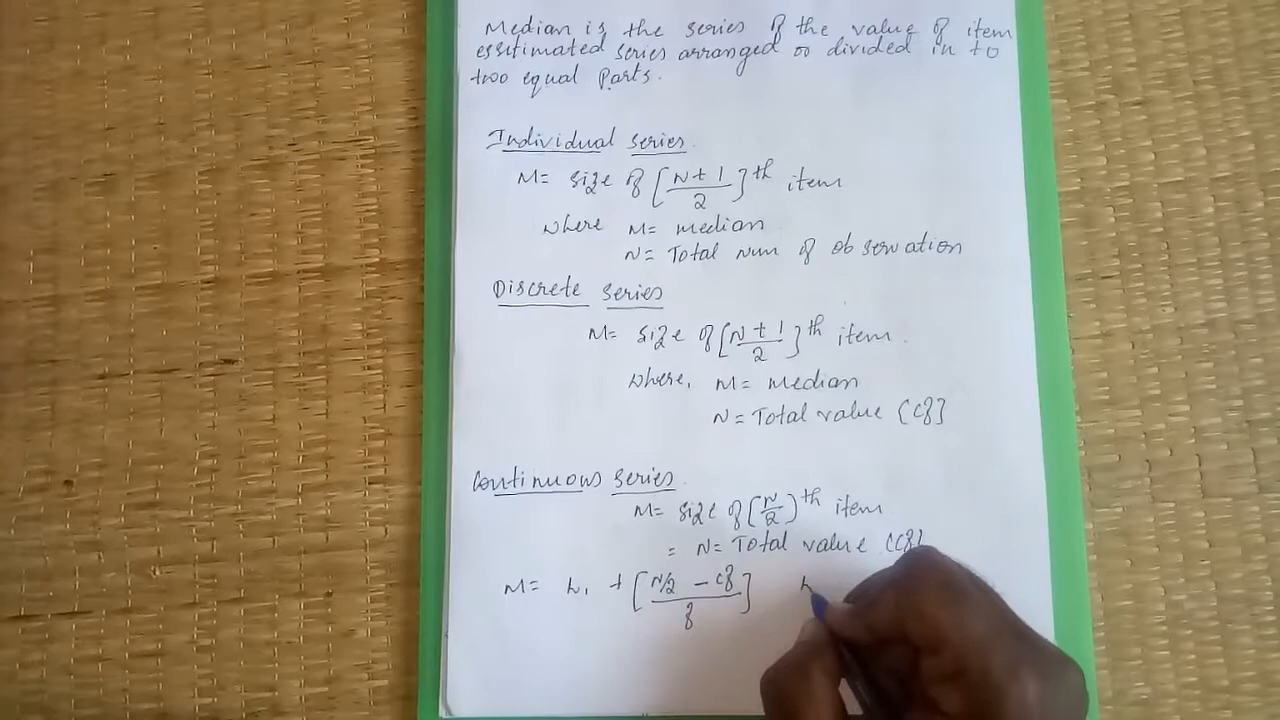 Median is the series of the value of item
essitimated series arranged or divided in to
two equal Parts.
Individual series.
M= size of [N+1/2]th item
where M= median
N= Total Num of observation
Discrete series
M= size of [N+1/2]th item.
where, M= Median
N= Total value (cf)
Continuous series.
M= size of [N/2)th item
= N= Total value (cf)
M= L1 + [N/2 - cf/f]